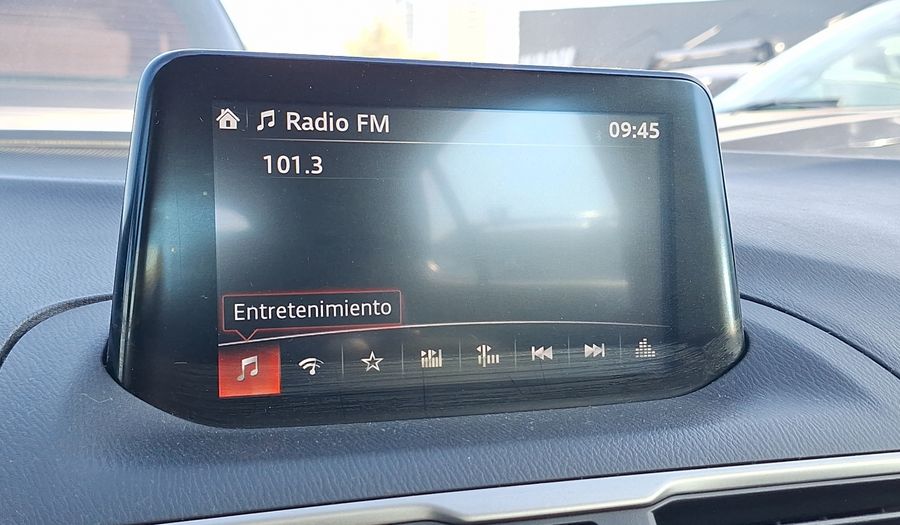 Radio FM
09:45
101.3
Entretenimiento